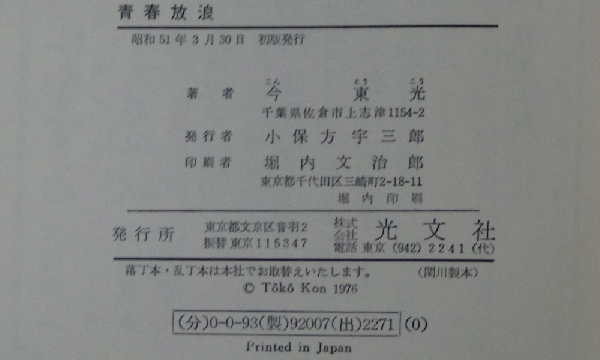 青春放浪
昭和51年3月30日 初版発行
こん とう こう
著者 今東光
千葉県佐倉市上志津1154-2
発行者 小保方宇三郎
印刷者 堀内文治郎
東京都千代田区三崎町2-18-11
堀内印刷
発行所 東京都文京区音羽2 振替東京115347 株式会社 光文社 電話 東京(942)2241(代)
落丁本・乱丁本は本社でお取替えいたします。 (関川製本)
© Tōkō Kon 1976
(分)0-0-93(製)92007(出)2271(0)
Printed in Japan